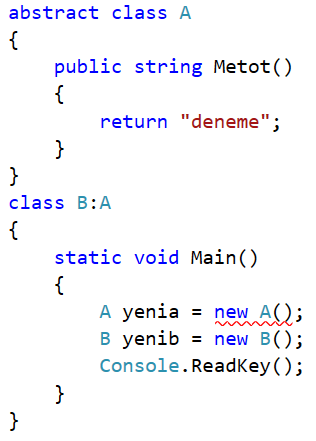 abstract class A
{
    public string Metot()
    {
        return "deneme";
    }
}
class B:A
{
    static void Main()
    {
        A yenia = new A();
        B yenib = new B();
        Console.ReadKey();
    }
}